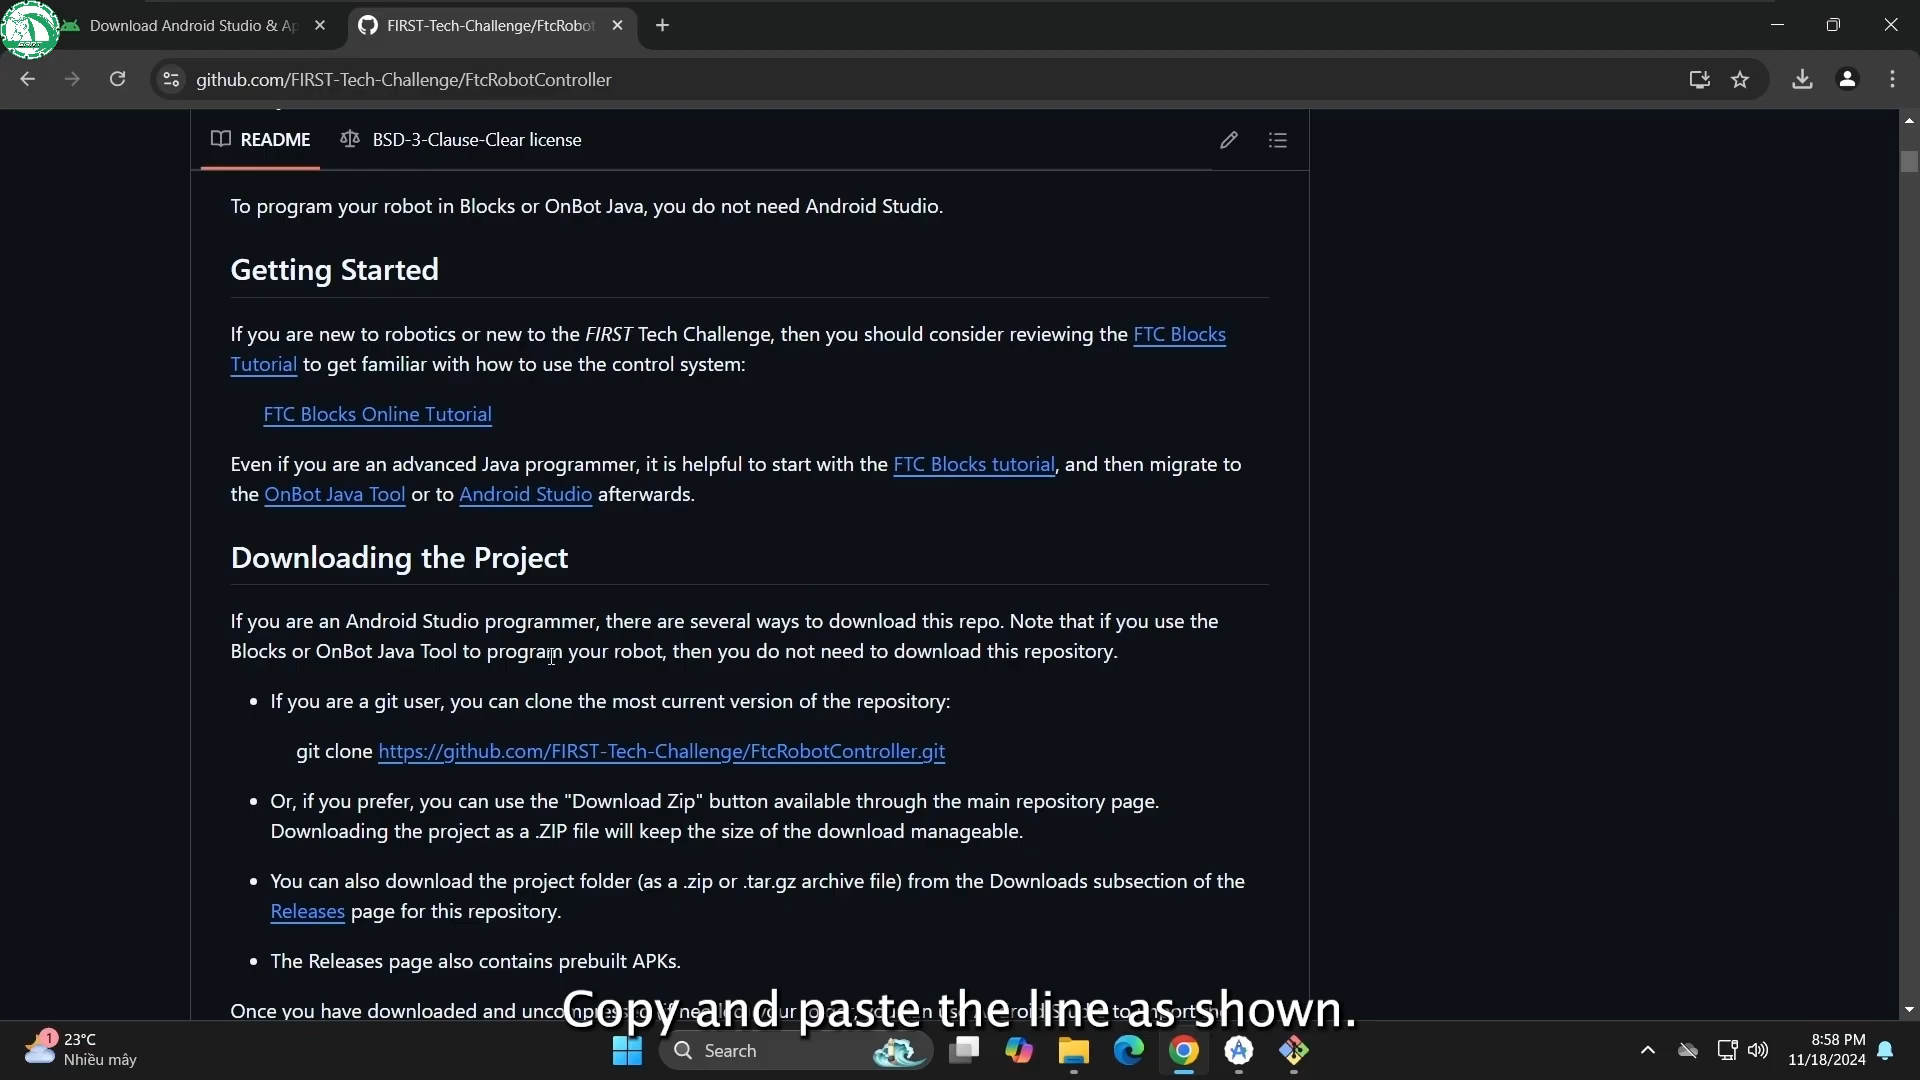 Download Android Studio & Ap
FIRST-Tech-Challenge/FtcRobot
github.com/FIRST-Tech-Challenge/FtcRobotController
README
BSD-3-Clause-Clear license
To program your robot in Blocks or OnBot Java, you do not need Android Studio.
Getting Started
If you are new to robotics or new to the FIRST Tech Challenge, then you should consider reviewing the FTC Blocks
Tutorial to get familiar with how to use the control system:
FTC Blocks Online Tutorial
Even if you are an advanced Java programmer, it is helpful to start with the FTC Blocks tutorial, and then migrate to
the OnBot Java Tool or to Android Studio afterwards.
Downloading the Project
If you are an Android Studio programmer, there are several ways to download this repo. Note that if you use the
Blocks or OnBot Java Tool to program your robot, then you do not need to download this repository.
• If you are a git user, you can clone the most current version of the repository:
git clone https://github.com/FIRST-Tech-Challenge/FtcRobotController.git
• Or, if you prefer, you can use the "Download Zip" button available through the main repository page.
Downloading the project as a .ZIP file will keep the size of the download manageable.
• You can also download the project folder (as a .zip or .tar.gz archive file) from the Downloads subsection of the
Releases page for this repository.
• The Releases page also contains prebuilt APKs.
Once you have downloaded and
Copy and paste the line as shown.
1
23°C
Nhiều mây
Search
8:58 PM
11/18/2024